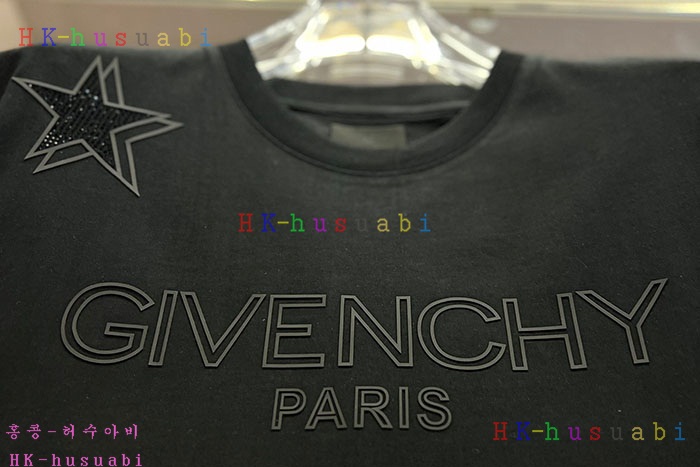 HK-husuabi
HK-husuabi
GIVENCHY
PARIS
홍콩-허수아비
HK-husuabi
HK-husuabi